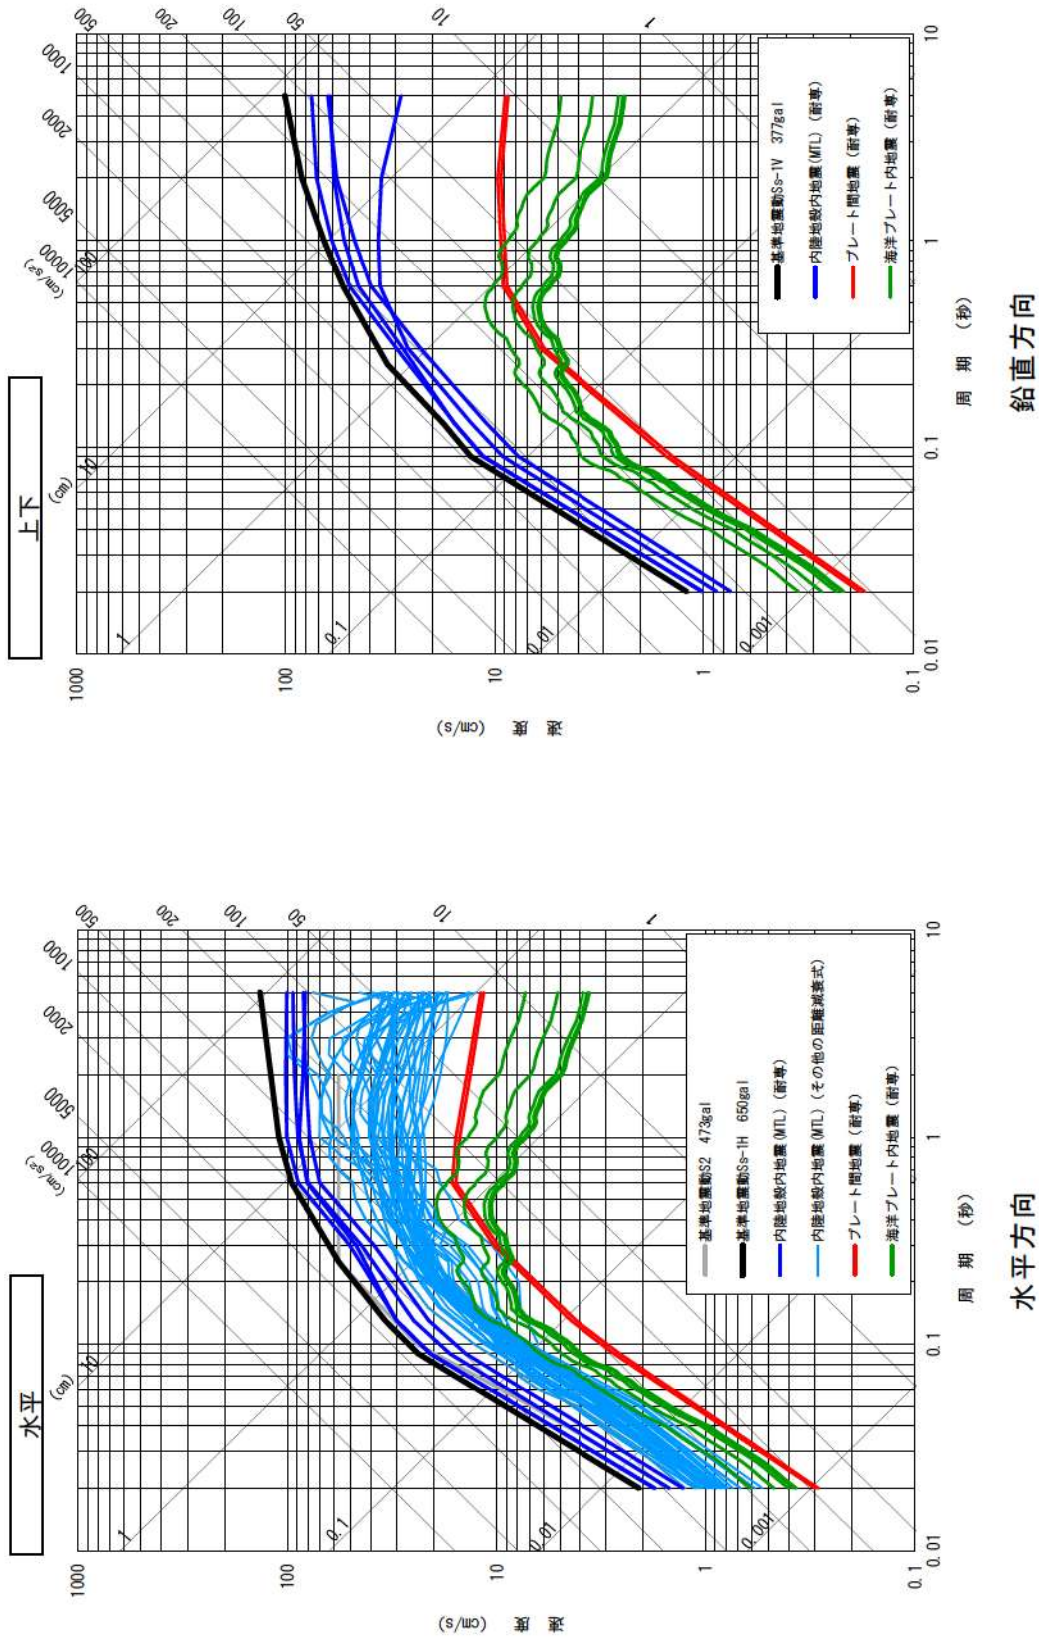 水平
(cm)
(cm/s²)
1
10
100
10000
5000
2000
1000
500
200
100
50
10
1
0.1
0.01
0.001
1000
100
10
1
0.1
速度 (cm/s)
0.01
0.1
1
10
周期 (秒)
基準地震動S2 473gal
基準地震動Ss-1H 650gal
内陸地殻内地震(MTL)(耐専)
内陸地殻内地震(MTL)(その他の距離減衰式)
プレート間地震(耐専)
海洋プレート内地震(耐専)
水平方向
上下
(cm)
(cm/s²)
1
10
100
10000
5000
2000
1000
500
200
100
50
10
1
0.1
0.01
0.001
1000
100
10
1
0.1
速度 (cm/s)
0.01
0.1
1
10
周期 (秒)
基準地震動Ss-1V 377gal
内陸地殻内地震(MTL)(耐専)
プレート間地震(耐専)
海洋プレート内地震(耐専)
鉛直方向